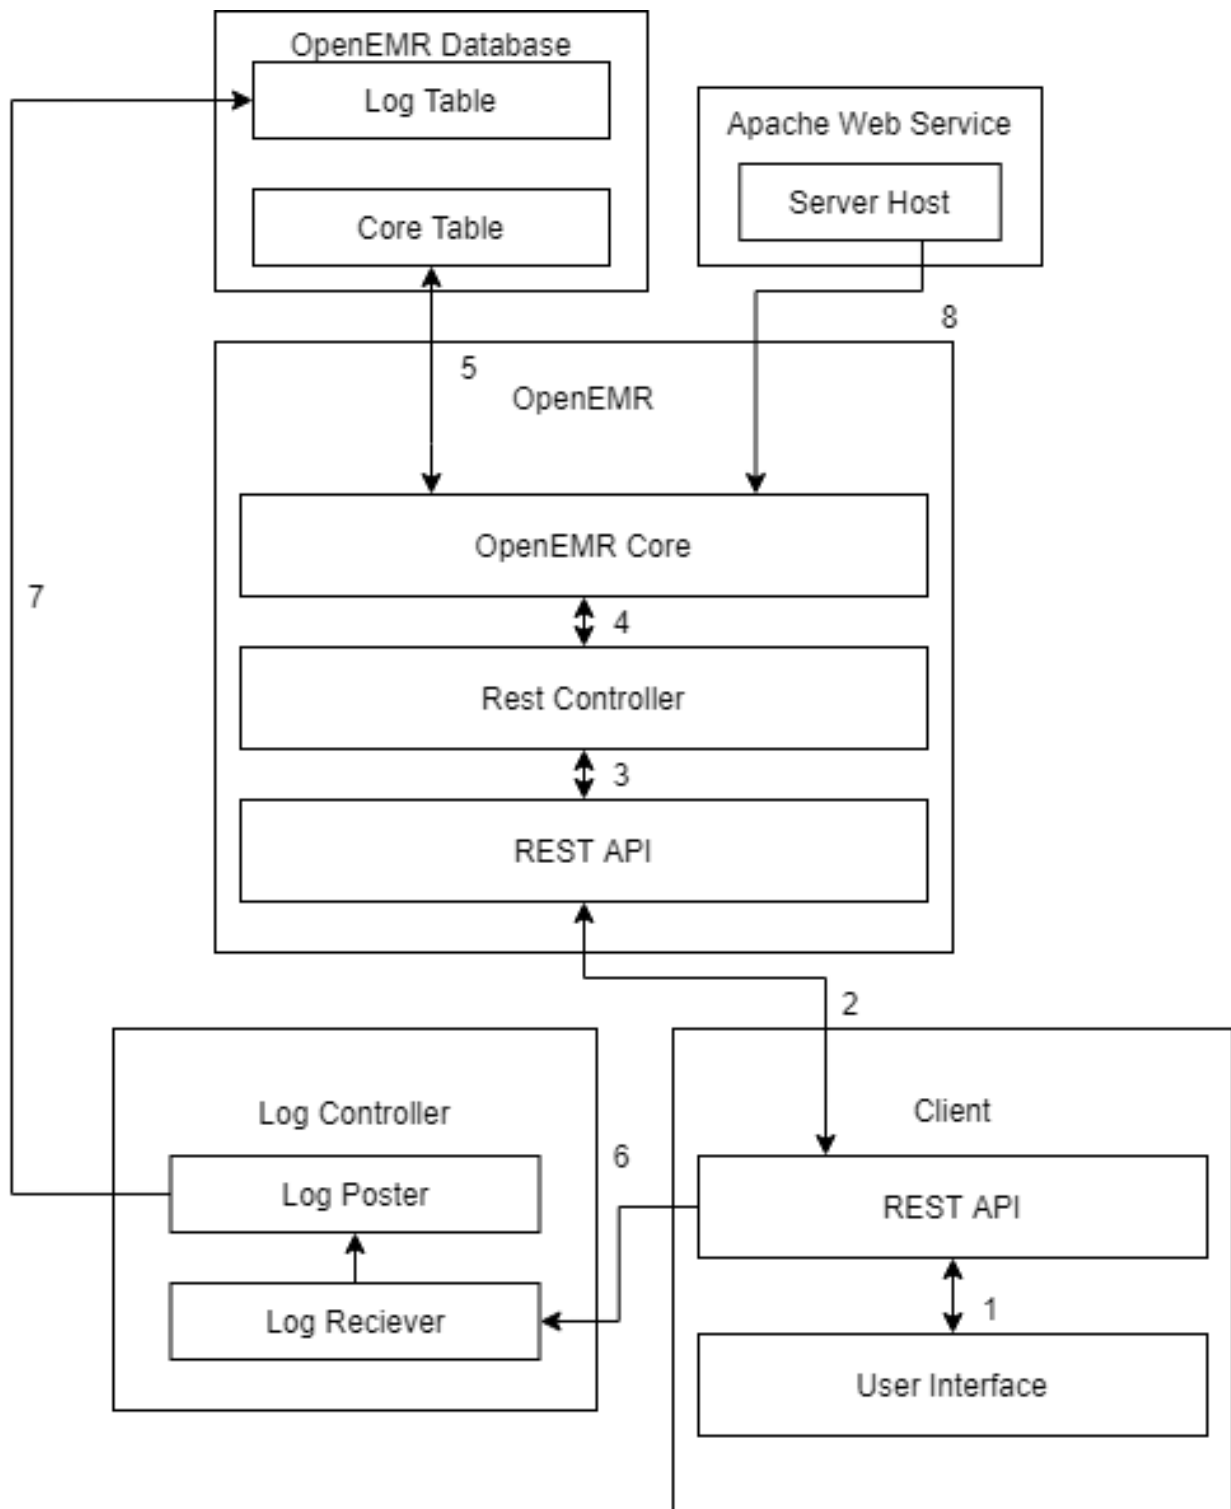 OpenEMR Database
Log Table
Core Table
Apache Web Service
Server Host
8
5
OpenEMR
OpenEMR Core
7
4
Rest Controller
3
REST API
2
Log Controller
Log Poster
Log Reciever
6
Client
REST API
1
User Interface